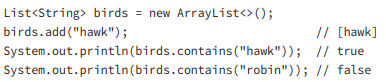 List<String> birds = new ArrayList<>();
birds.add("hawk");                          // [hawk]
System.out.println(birds.contains("hawk"));  // true
System.out.println(birds.contains("robin")); // false